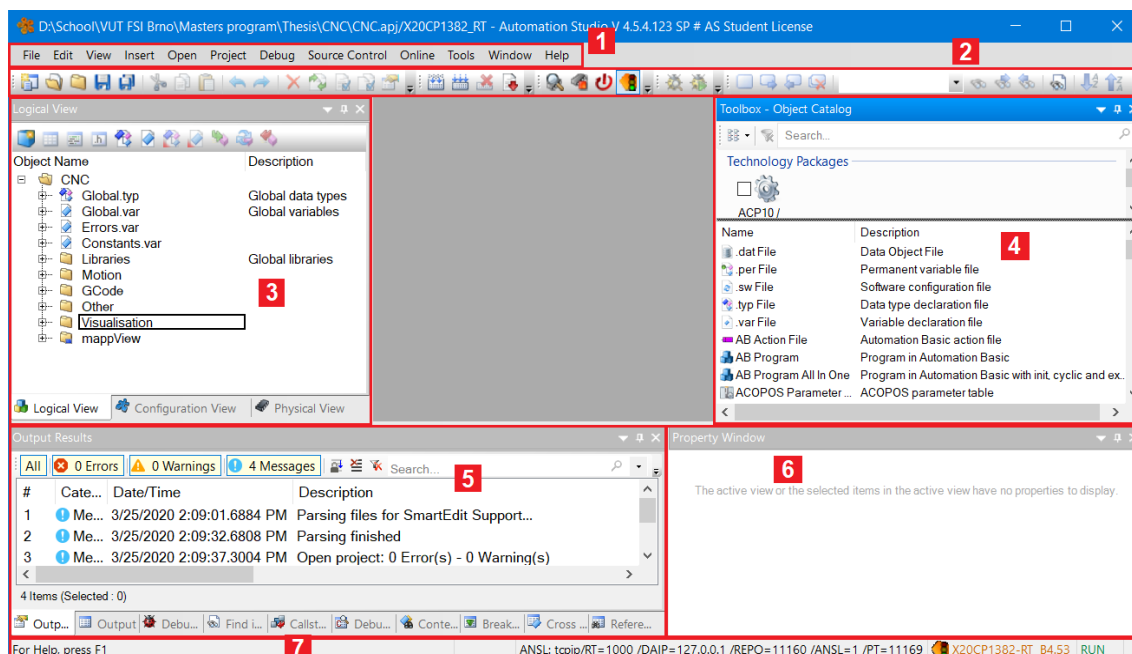 D:\School\VUT FSI Brno\Masters program\Thesis\CNC\CNC.apj/X20CP1382_RT - Automation Studio V 4.5.4.123 SP # AS Student License
1
File Edit View Insert Open Project Debug Source Control Online Tools Window Help
2
Logical View
Object Name Description
CNC
Global.typ Global data types
Global.var Global variables
Errors.var
Constants.var
Libraries Global libraries
Motion
GCode
3
Other
Visualisation
mappView
Logical View Configuration View Physical View
Toolbox - Object Catalog
Search...
Technology Packages
ACP10 /
Name Description
4
.dat File Data Object File
.per File Permanent variable file
.sw File Software configuration file
.typ File Data type declaration file
.var File Variable declaration file
AB Action File Automation Basic action file
AB Program Program in Automation Basic
AB Program All In One Program in Automation Basic with init, cyclic and ex..
ACOPOS Parameter ... ACOPOS parameter table
Output Results
All 0 Errors 0 Warnings 4 Messages Search...
5
# Cate... Date/Time Description
1 Me... 3/25/2020 2:09:01.6884 PM Parsing files for SmartEdit Support...
2 Me... 3/25/2020 2:09:32.6808 PM Parsing finished
3 Me... 3/25/2020 2:09:37.3004 PM Open project: 0 Error(s) - 0 Warning(s)
4 Items (Selected : 0)
Outp... Output Debu... Find i... Callst... Debu... Conte... Break... Cross ... Refere...
Property Window
6
The active view or the selected items in the active view have no properties to display.
7
For Help, press F1 ANSL: tcpip/RT=1000 /DAIP=127.0.0.1 /REPO=11160 /ANSL=1 /PT=11169 X20CP1382-RT B4.53 RUN